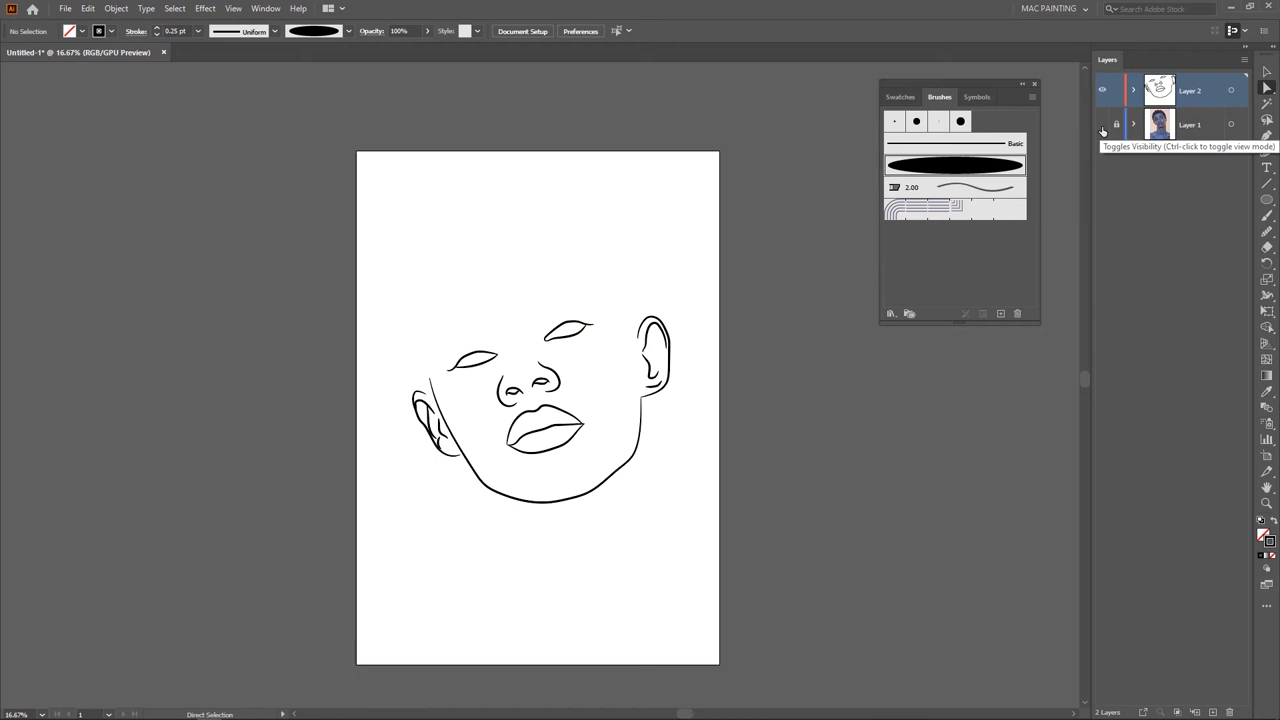 Ai File Edit Object Type Select Effect View Window Help MAC PAINTING Search Adobe Stock
No Selection Stroke: 0.25 pt Uniform Opacity: 100% Style: Document Setup Preferences
Untitled-1* @ 16.67% (RGB/GPU Preview)
Layers
Layer 2
Layer 1
Toggles Visibility (Ctrl-click to toggle view mode)
Swatches Brushes Symbols
Basic
2.00
T
16.67% 1 Direct Selection 2 Layers